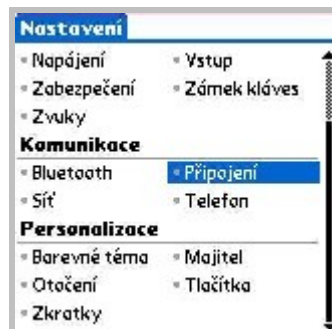 Nastavení
Napájení Vstup
Zabezpečení Zámek kláves
Zvuky
Komunikace
Bluetooth Připojení
Síť Telefon
Personalizace
Barevné téma Majitel
Otočení Tlačítka
Zkratky